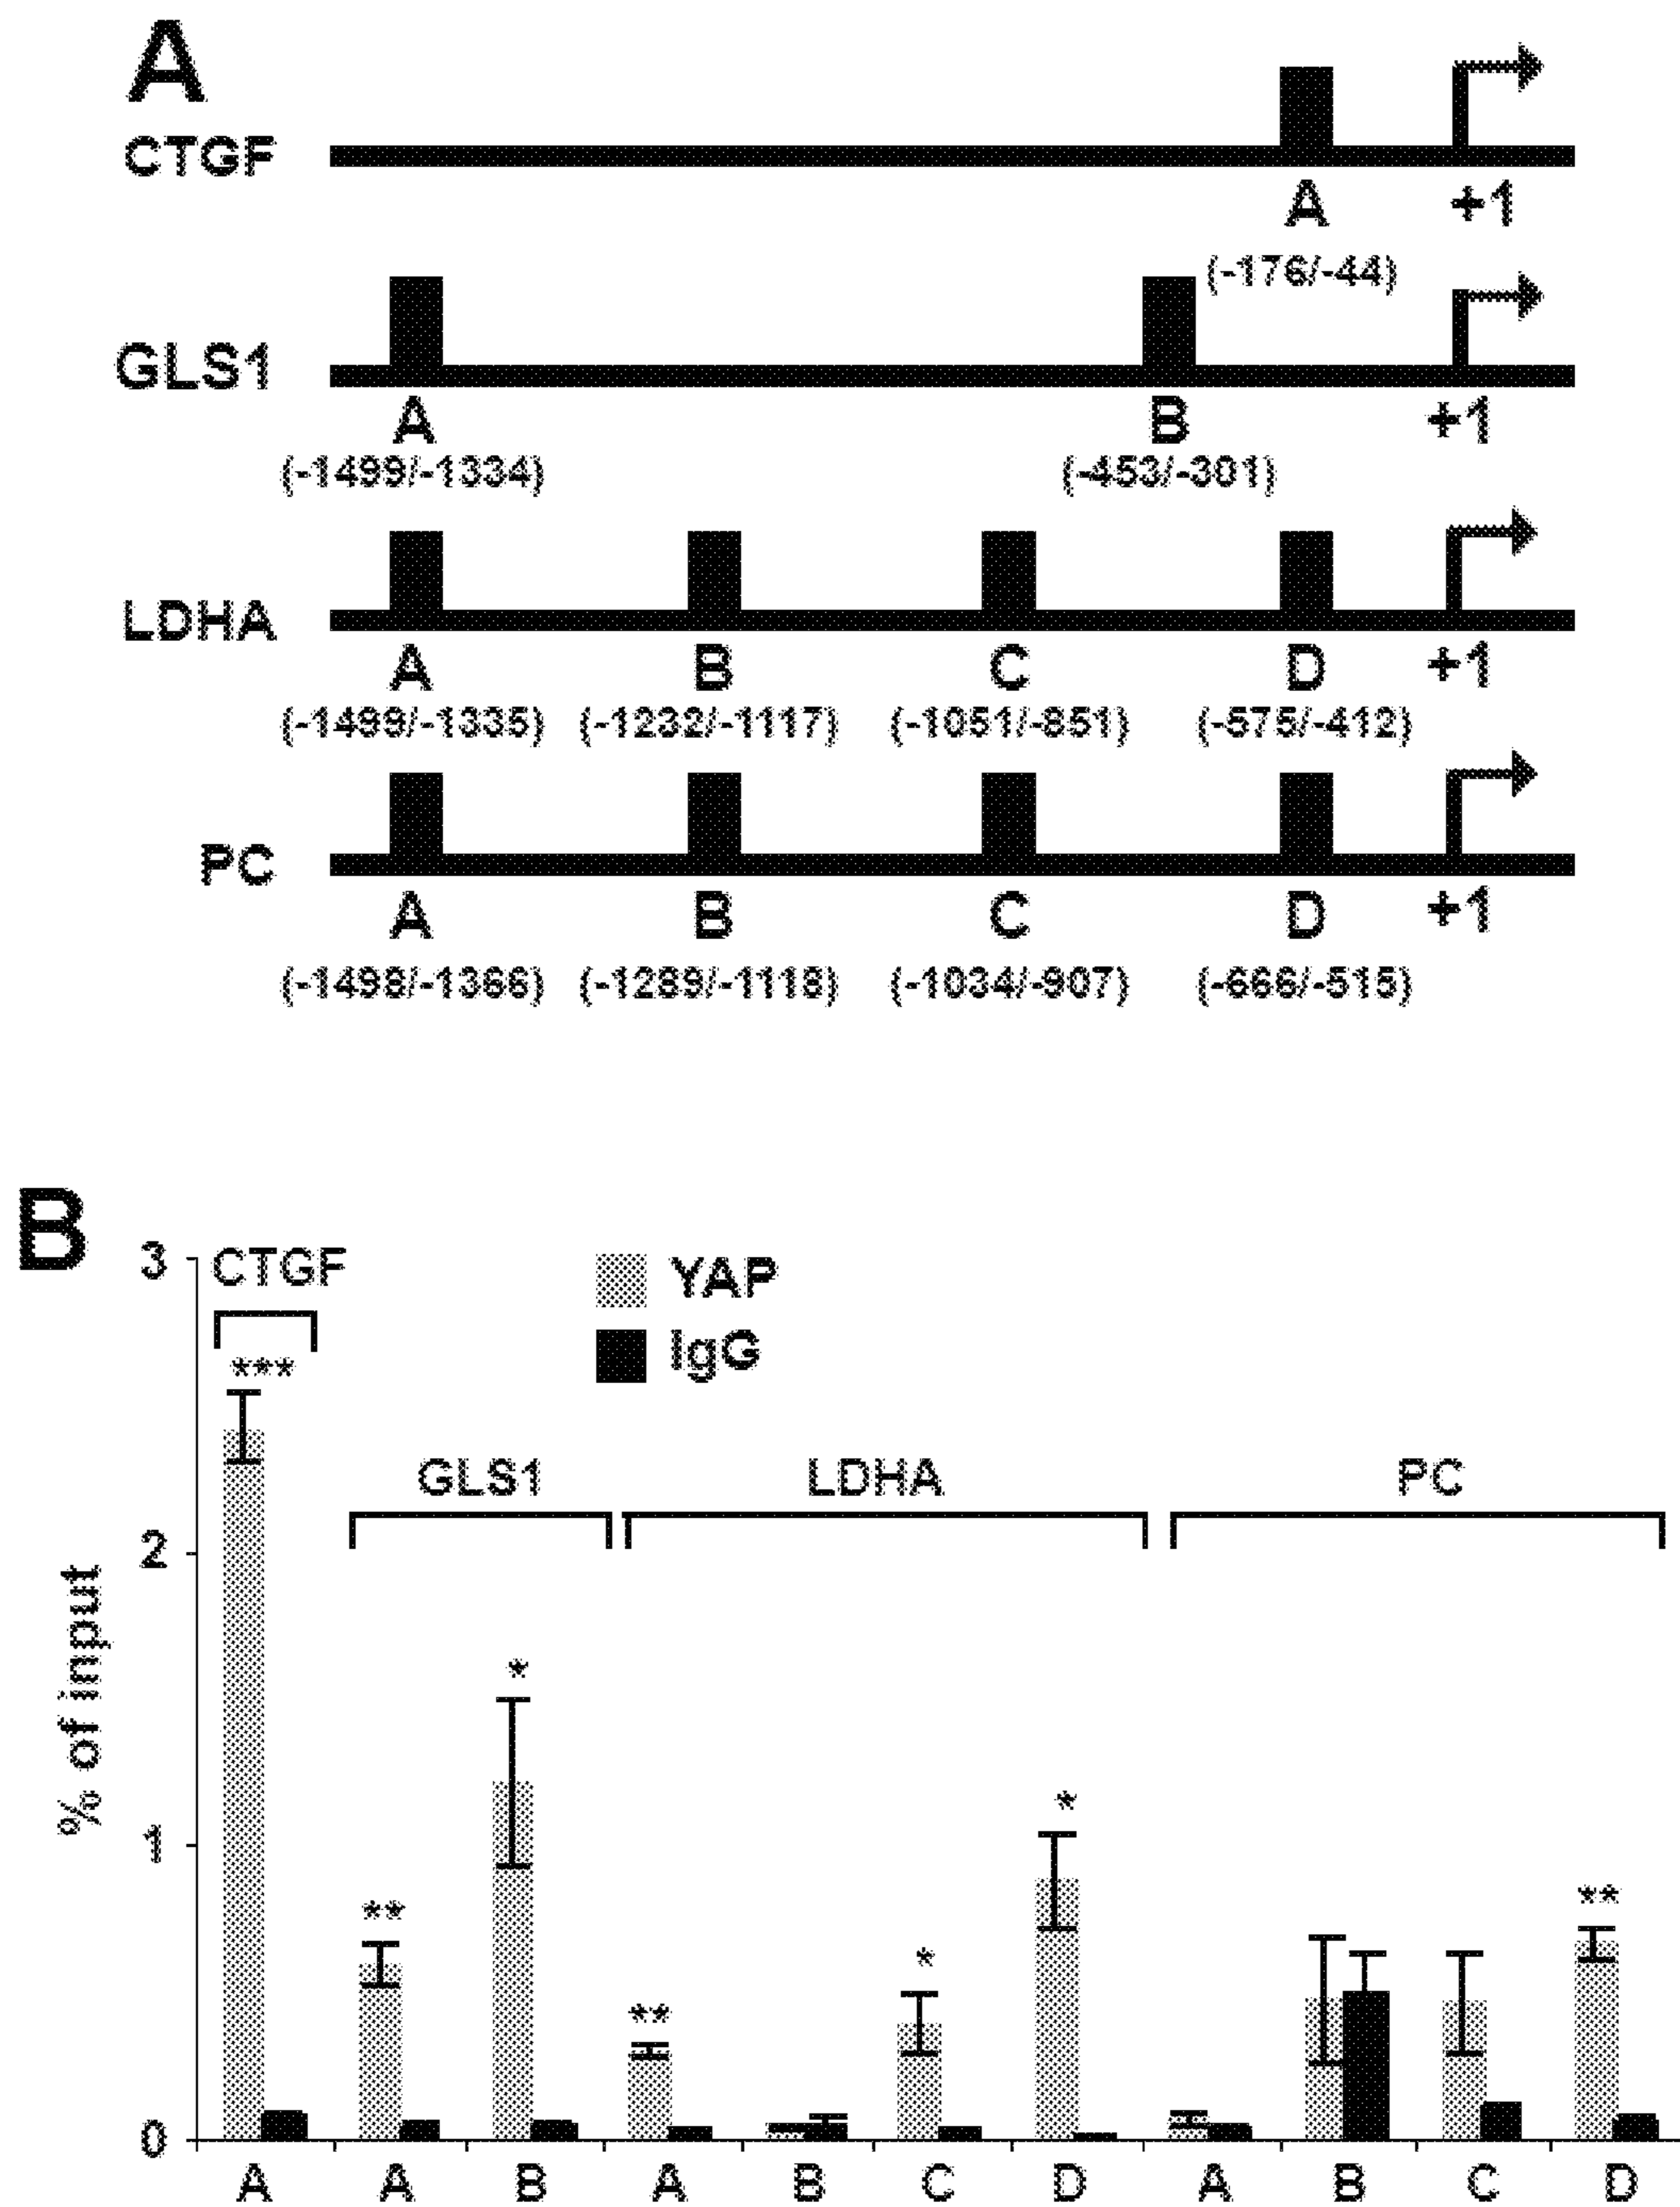 A
CTGF
A +1
(-176/-44)
GLS1
A B +1
(-1499/-1334) (-453/-301)
LDHA
A B C D +1
(-1499/-1335) (-1232/-1117) (-1051/-851) (-575/-412)
PC
A B C D +1
(-1498/-1366) (-1289/-1118) (-1034/-907) (-666/-515)
B
3
CTGF
YAP
IgG
***
GLS1 LDHA PC
2
% of input
*
1
*
**
**
*
**
0
A A B A B C D A B C D